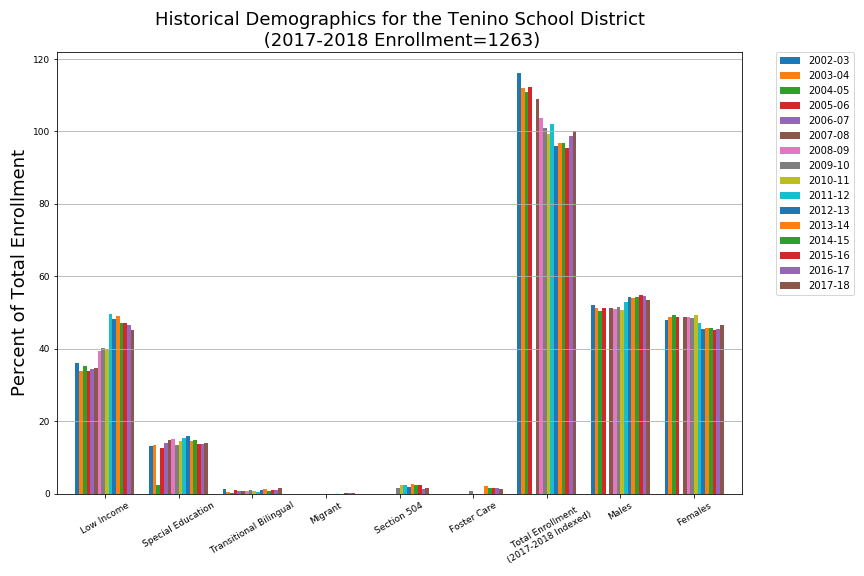 Historical Demographics for the Tenino School District
(2017-2018 Enrollment=1263)
Percent of Total Enrollment
120
100
80
60
40
20
0
Low Income
Special Education
Transitional Bilingual
Migrant
Section 504
Foster Care
Total Enrollment
(2017-2018 Indexed)
Males
Females
2002-03
2003-04
2004-05
2005-06
2006-07
2007-08
2008-09
2009-10
2010-11
2011-12
2012-13
2013-14
2014-15
2015-16
2016-17
2017-18